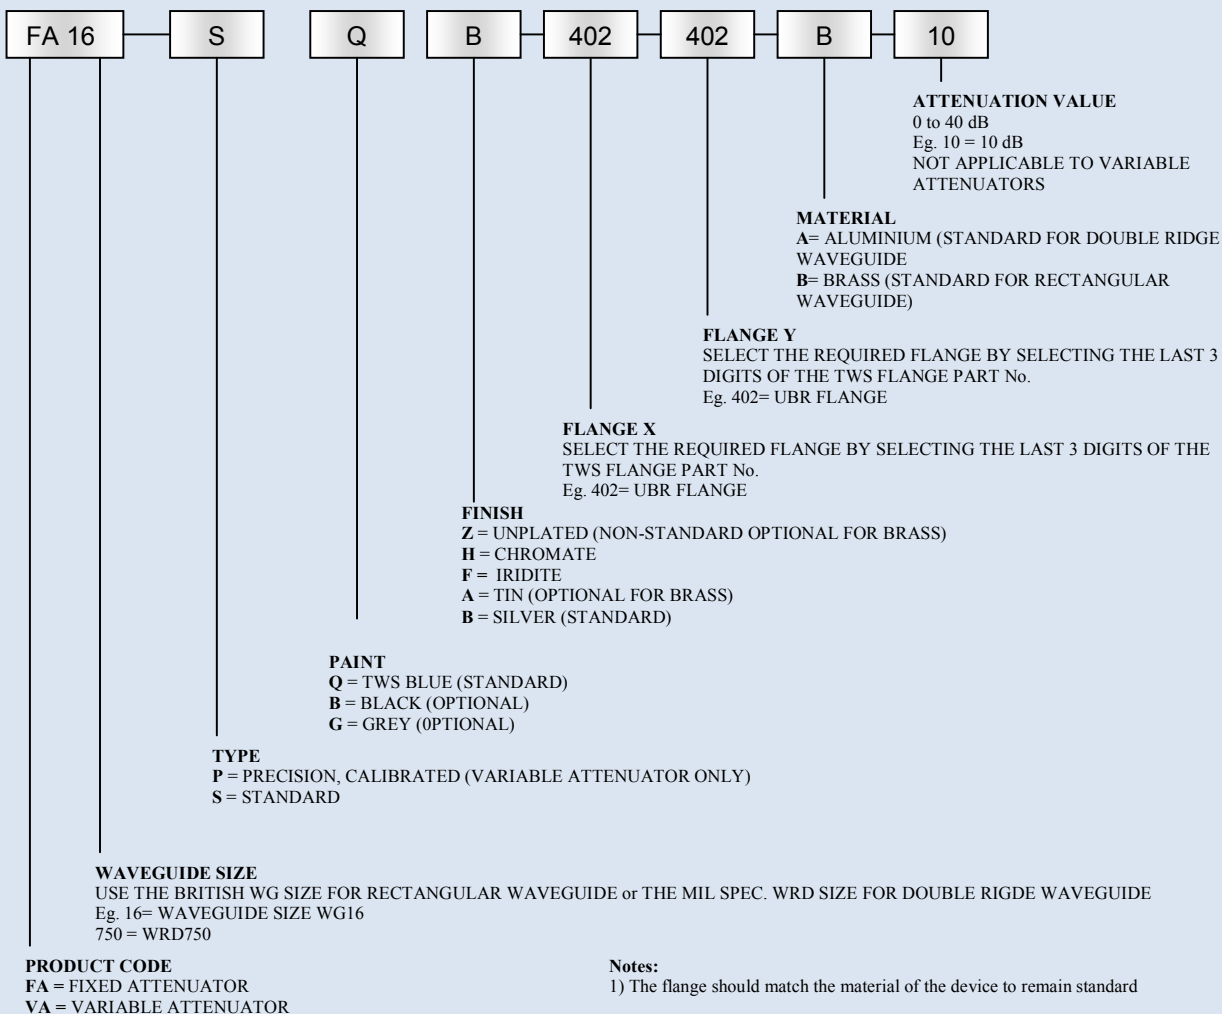 FA 16
S
Q
B
402
402
B
10
ATTENUATION VALUE
0 to 40 dB
Eg. 10 = 10 dB
NOT APPLICABLE TO VARIABLE
ATTENUATORS
MATERIAL
A= ALUMINIUM (STANDARD FOR DOUBLE RIDGE
WAVEGUIDE
B= BRASS (STANDARD FOR RECTANGULAR
WAVEGUIDE)
FLANGE Y
SELECT THE REQUIRED FLANGE BY SELECTING THE LAST 3
DIGITS OF THE TWS FLANGE PART No.
Eg. 402= UBR FLANGE
FLANGE X
SELECT THE REQUIRED FLANGE BY SELECTING THE LAST 3 DIGITS OF THE
TWS FLANGE PART No.
Eg. 402= UBR FLANGE
FINISH
Z = UNPLATED (NON-STANDARD OPTIONAL FOR BRASS)
H = CHROMATE
F = IRIDITE
A = TIN (OPTIONAL FOR BRASS)
B = SILVER (STANDARD)
PAINT
Q = TWS BLUE (STANDARD)
B = BLACK (OPTIONAL)
G = GREY (0PTIONAL)
TYPE
P = PRECISION, CALIBRATED (VARIABLE ATTENUATOR ONLY)
S = STANDARD
WAVEGUIDE SIZE
USE THE BRITISH WG SIZE FOR RECTANGULAR WAVEGUIDE or THE MIL SPEC. WRD SIZE FOR DOUBLE RIGDE WAVEGUIDE
Eg. 16= WAVEGUIDE SIZE WG16
750 = WRD750
PRODUCT CODE
FA = FIXED ATTENUATOR
VA = VARIABLE ATTENUATOR
Notes:
1) The flange should match the material of the device to remain standard